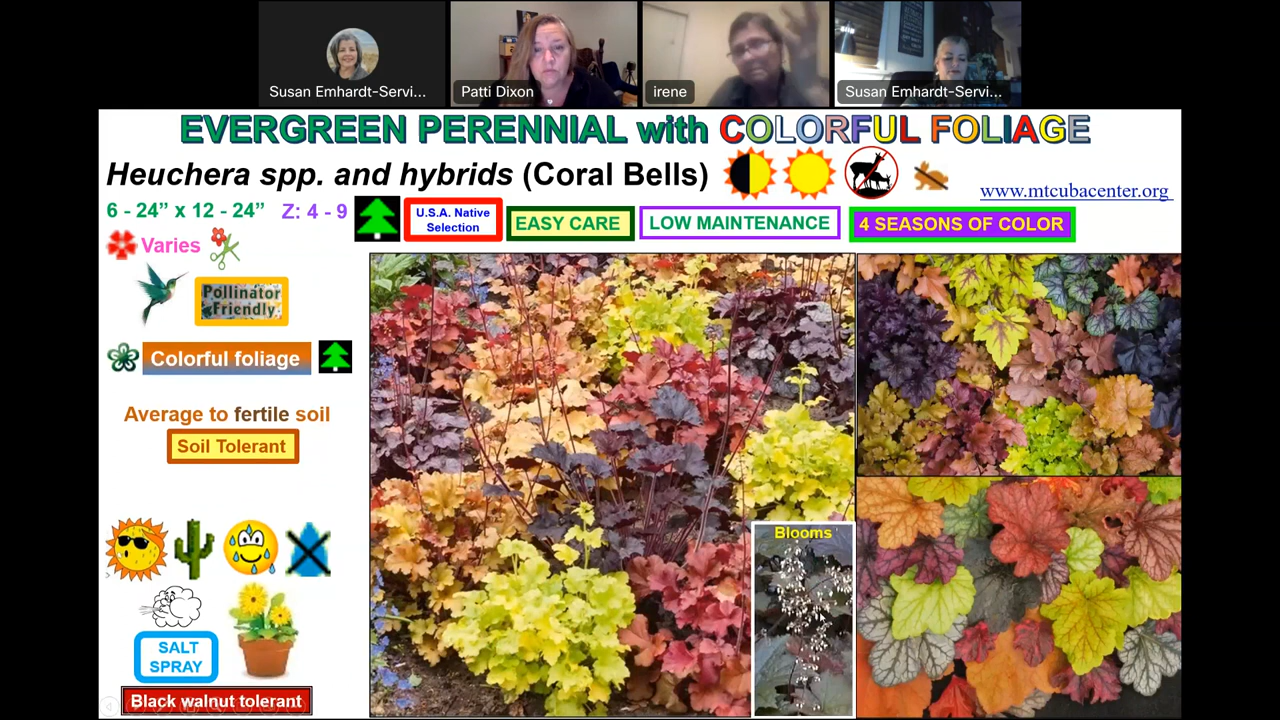 Susan Emhardt-Servi...
Patti Dixon
irene
Susan Emhardt-Servi...
EVERGREEN PERENNIAL with COLORFUL FOLIAGE
Heuchera spp. and hybrids (Coral Bells)
www.mtcubacenter.org
6 - 24” x 12 - 24” Z: 4 - 9
U.S.A. Native
Selection
EASY CARE
LOW MAINTENANCE
4 SEASONS OF COLOR
Varies
Pollinator
Friendly
Colorful foliage
Average to fertile soil
Soil Tolerant
SALT
SPRAY
Black walnut tolerant
Blooms